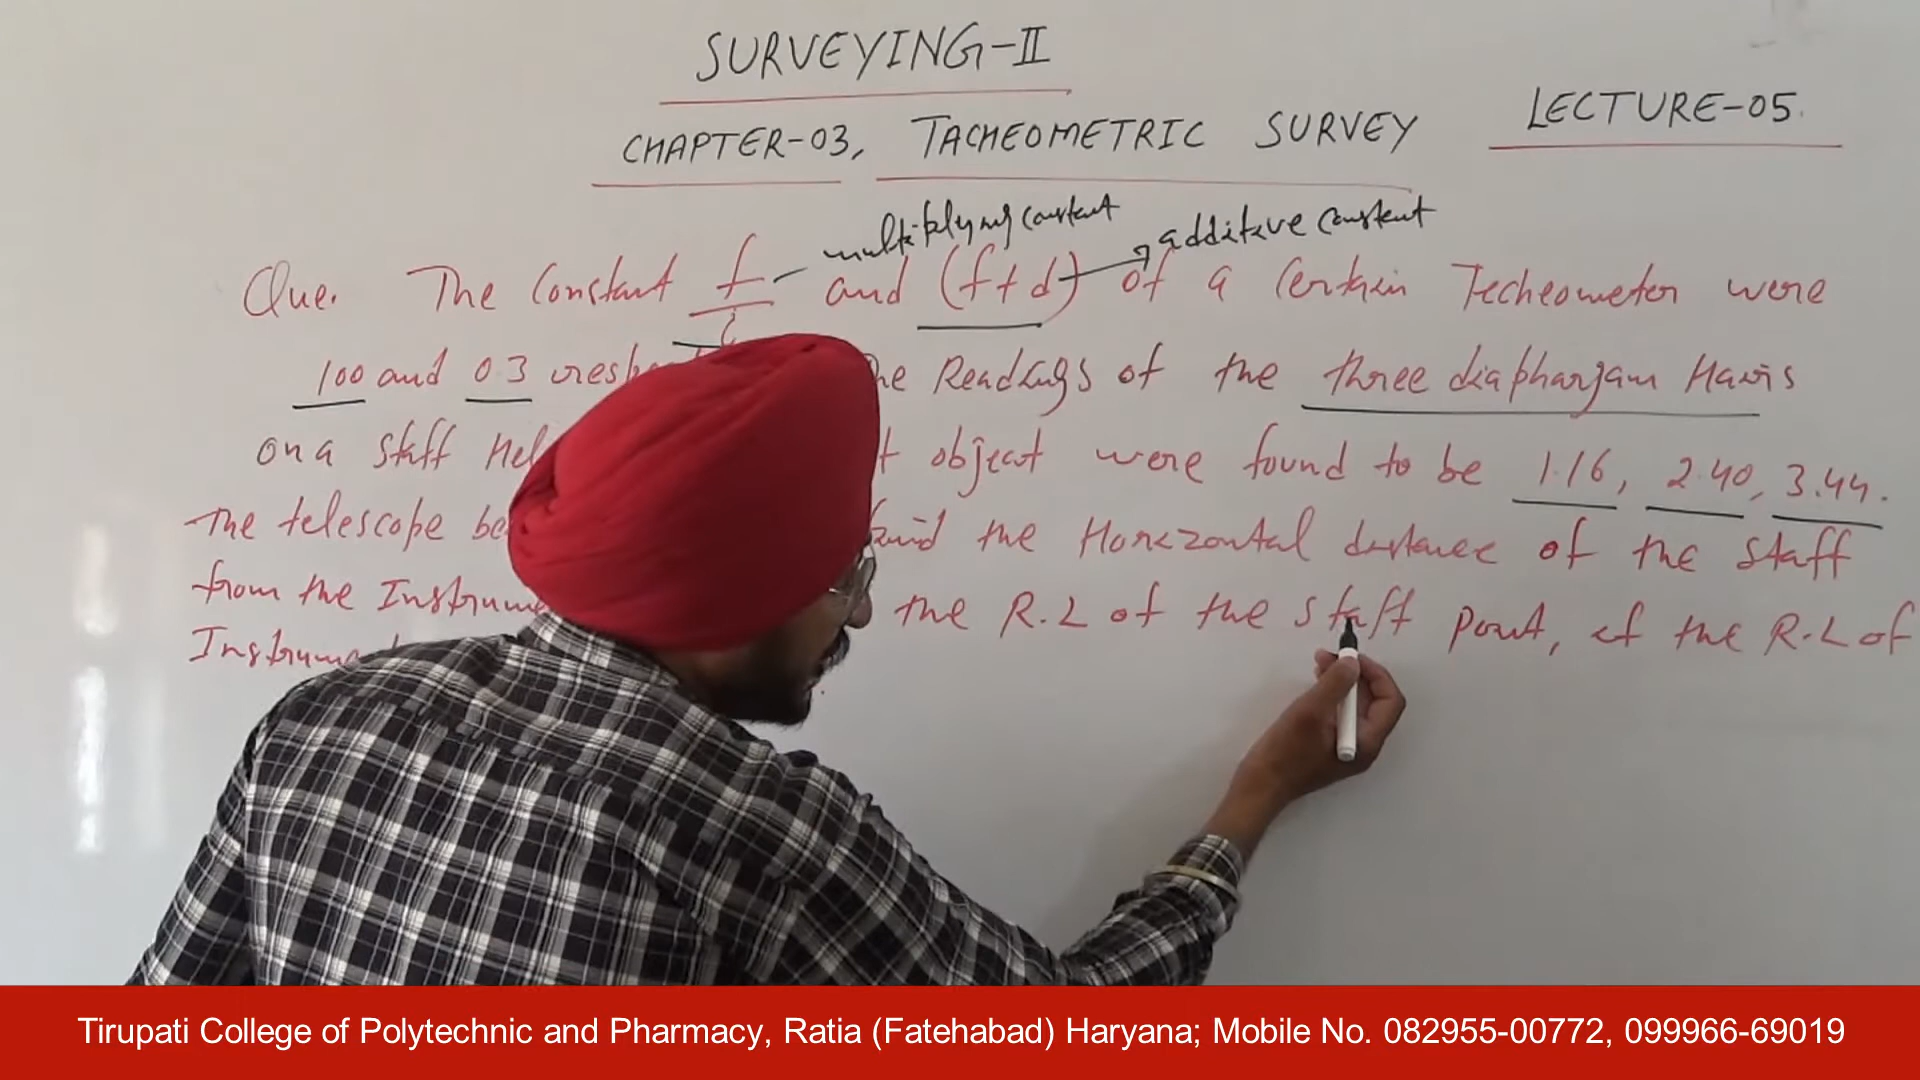 SURVEYING-II
CHAPTER-03, TACHEOMETRIC SURVEY
LECTURE-05.
multiplying constant
additive constant
Que. The Constant f/i and (f+d) of a Certain Techeometer were
100 and 0.3 Readings of the three diaphargam Hairs
on a staff object were found to be 1.16, 2.40, 3.44.
The telescope find the Horizontal distance of the staff
from the the R.L of the staff Point, if the R.L of
Tirupati College of Polytechnic and Pharmacy, Ratia (Fatehabad) Haryana; Mobile No. 082955-00772, 099966-69019